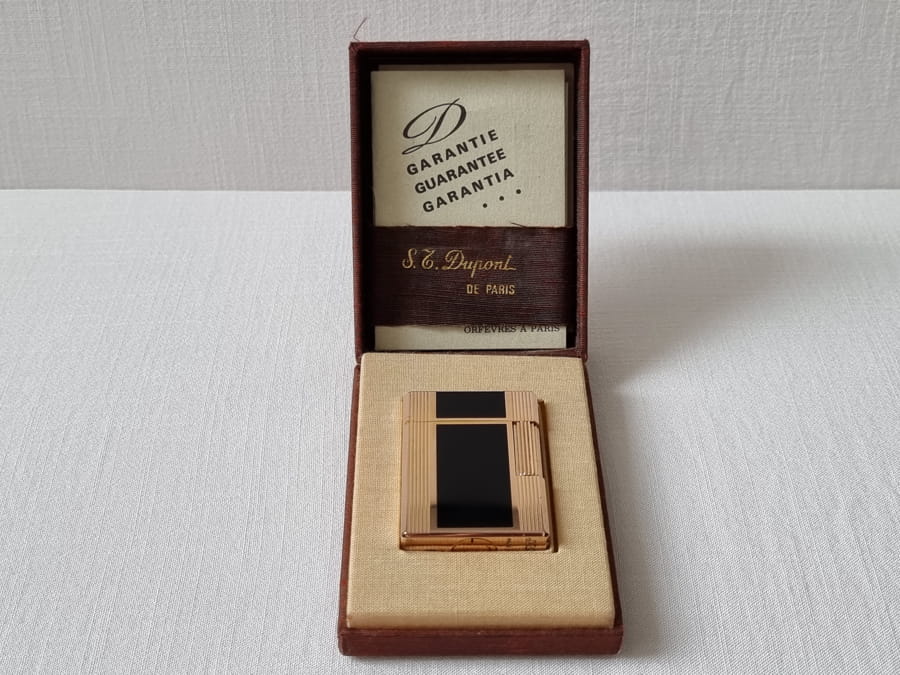 D
GARANTIE
GUARANTEE
GARANTIA
...
S. T. Dupont
DE PARIS
ORFÈVRES A PARIS